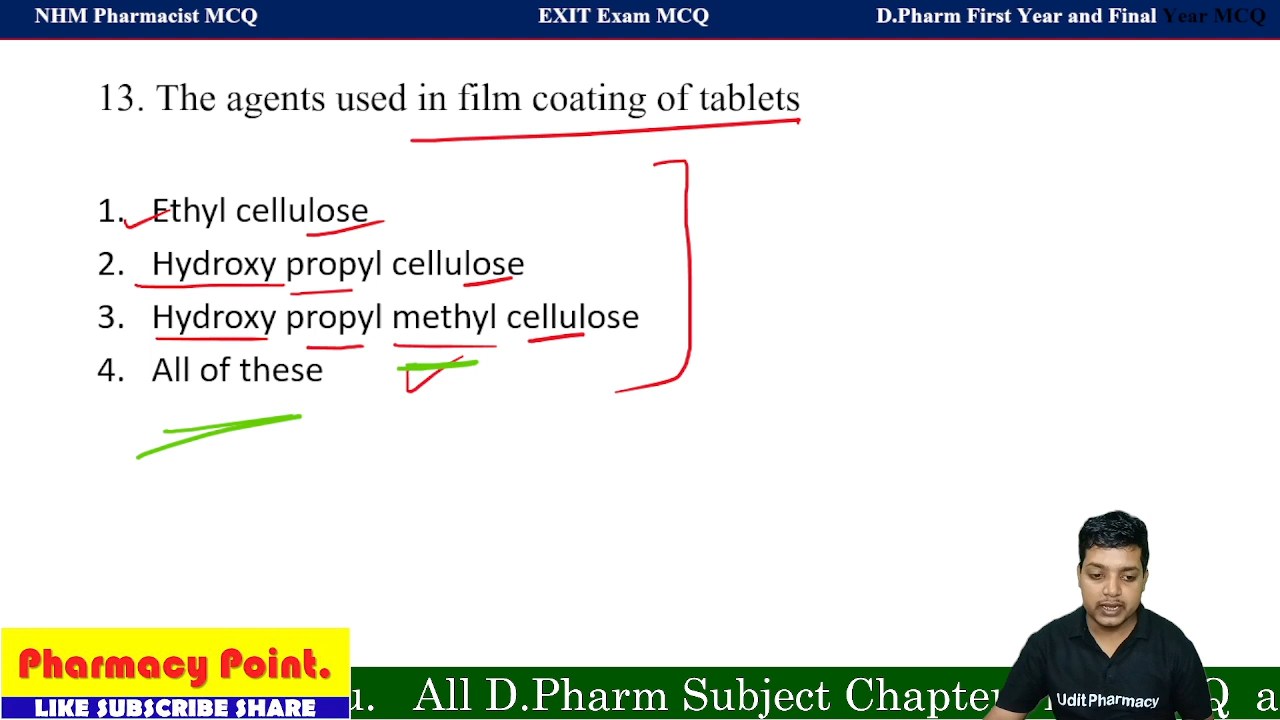 NHM Pharmacist MCQ EXIT Exam MCQ D.Pharm First Year and Final Year MCQ
13. The agents used in film coating of tablets
1. Ethyl cellulose
2. Hydroxy propyl cellulose
3. Hydroxy propyl methyl cellulose
4. All of these
Pharmacy Point.
LIKE SUBSCRIBE SHARE
u. All D.Pharm Subject Chapter Q a
Udit Pharmacy